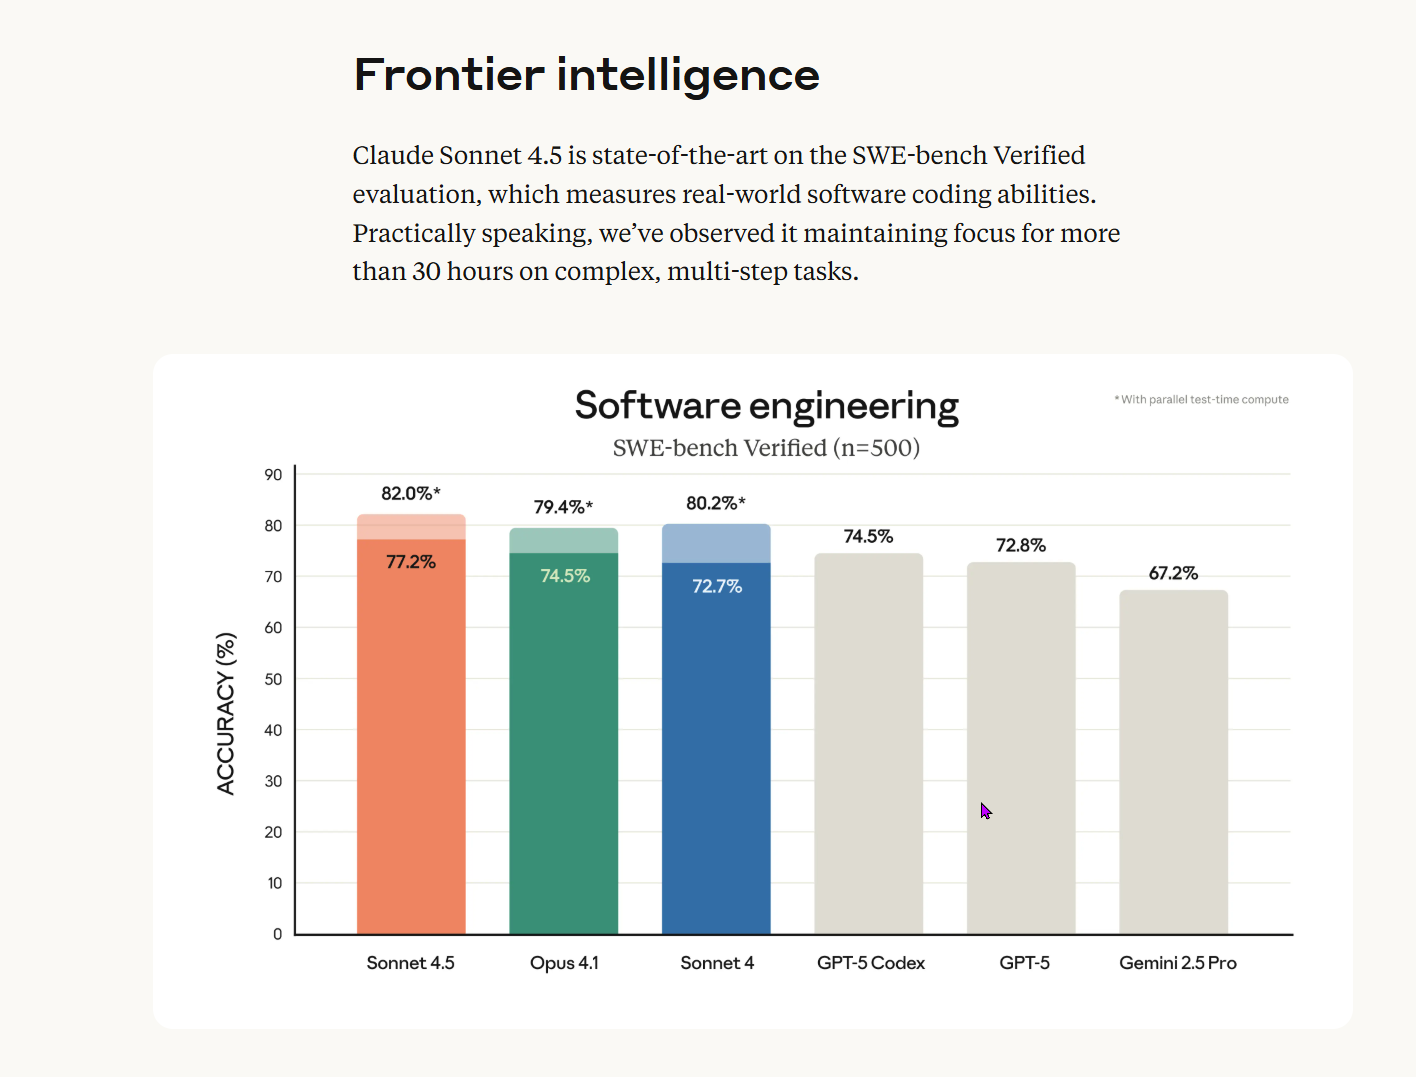 Frontier intelligence
Claude Sonnet 4.5 is state-of-the-art on the SWE-bench Verified
evaluation, which measures real-world software coding abilities.
Practically speaking, we’ve observed it maintaining focus for more
than 30 hours on complex, multi-step tasks.
Software engineering
*With parallel test-time compute
SWE-bench Verified (n=500)
ACCURACY (%)
90
80
70
60
50
40
30
20
10
0
82.0%*
77.2%
79.4%*
74.5%
80.2%*
72.7%
74.5%
72.8%
67.2%
Sonnet 4.5
Opus 4.1
Sonnet 4
GPT-5 Codex
GPT-5
Gemini 2.5 Pro